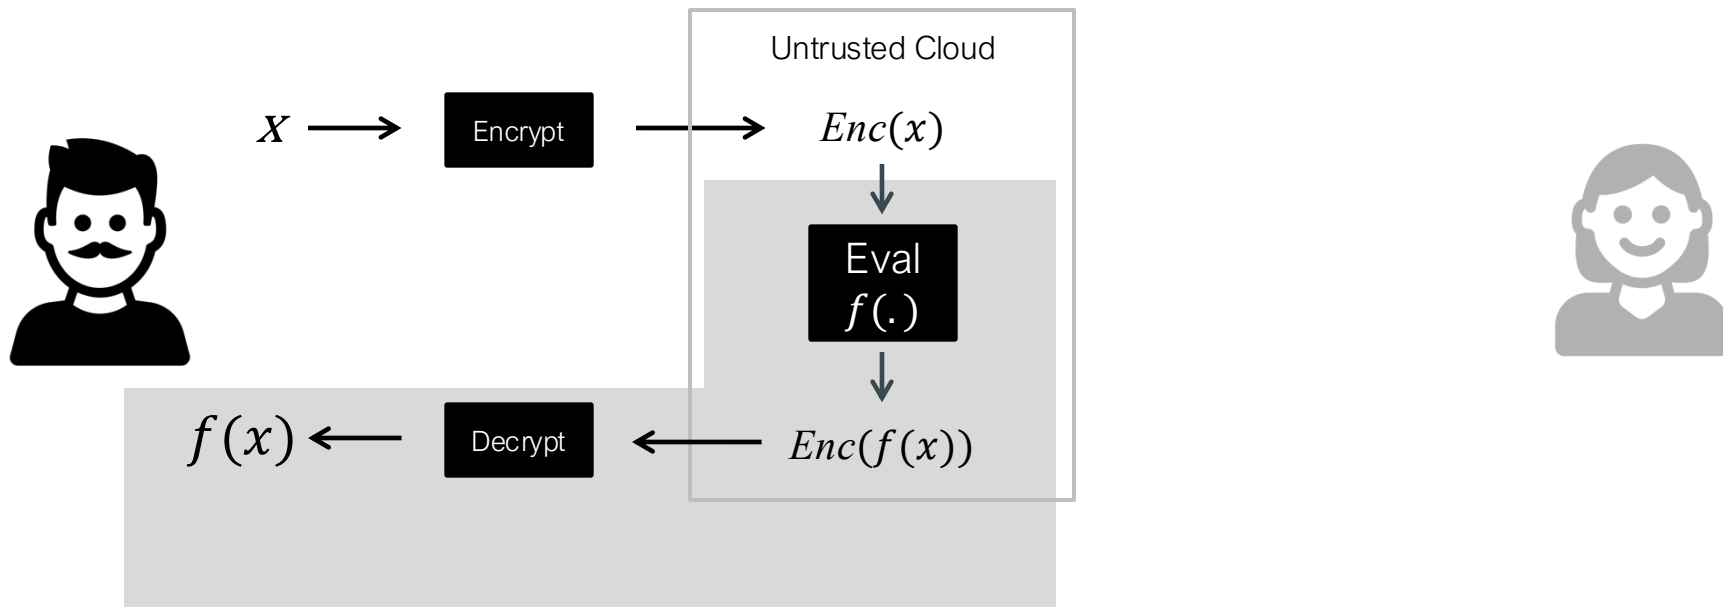 Untrusted Cloud
x
Encrypt
Enc(x)
Eval
f(.)
f(x)
Decrypt
Enc(f(x))